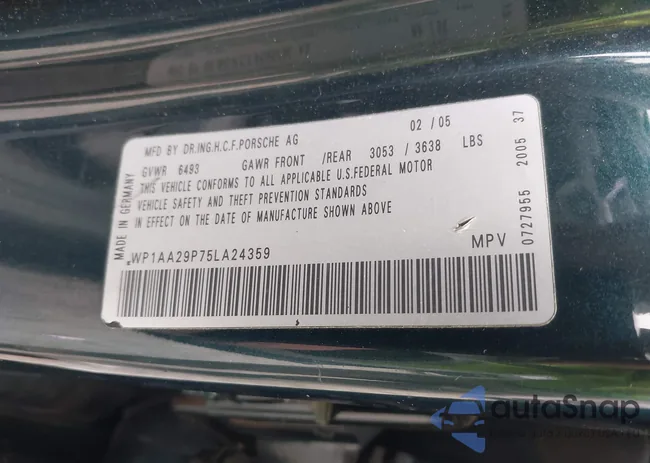 MFD BY DR.ING.H.C.F.PORSCHE AG 02 / 05
GVWR 6493 GAWR FRONT /REAR 3053 / 3638 LBS
THIS VEHICLE CONFORMS TO ALL APPLICABLE U.S.FEDERAL MOTOR
VEHICLE SAFETY AND THEFT PREVENTION STANDARDS
IN EFFECT ON THE DATE OF MANUFACTURE SHOWN ABOVE
MADE IN GERMANY
WP1AA29P75LA24359
MPV
0727955 2005 37
autoSnap